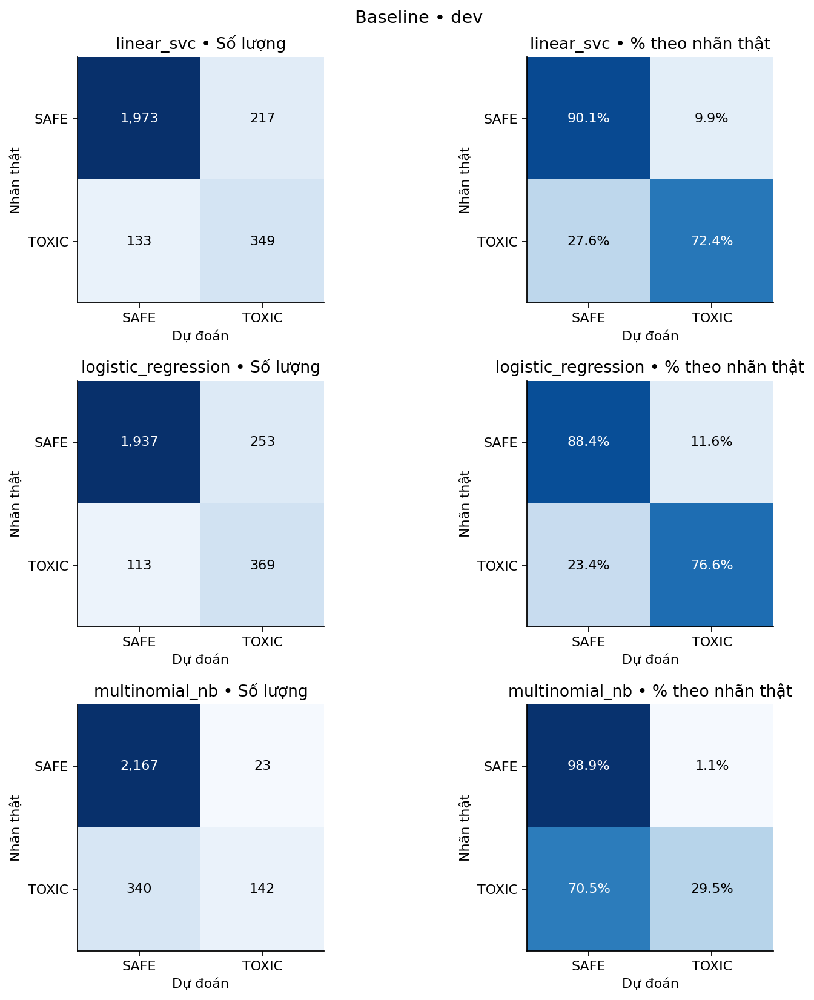 Baseline • dev
linear_svc • Số lượng
linear_svc • % theo nhãn thật
SAFE
1,973
217
SAFE
90.1%
9.9%
Nhãn thật
Nhãn thật
TOXIC
133
349
TOXIC
27.6%
72.4%
SAFE
TOXIC
SAFE
TOXIC
Dự đoán
Dự đoán
logistic_regression • Số lượng
logistic_regression • % theo nhãn thật
SAFE
1,937
253
SAFE
88.4%
11.6%
Nhãn thật
Nhãn thật
TOXIC
113
369
TOXIC
23.4%
76.6%
SAFE
TOXIC
SAFE
TOXIC
Dự đoán
Dự đoán
multinomial_nb • Số lượng
multinomial_nb • % theo nhãn thật
SAFE
2,167
23
SAFE
98.9%
1.1%
Nhãn thật
Nhãn thật
TOXIC
340
142
TOXIC
70.5%
29.5%
SAFE
TOXIC
SAFE
TOXIC
Dự đoán
Dự đoán